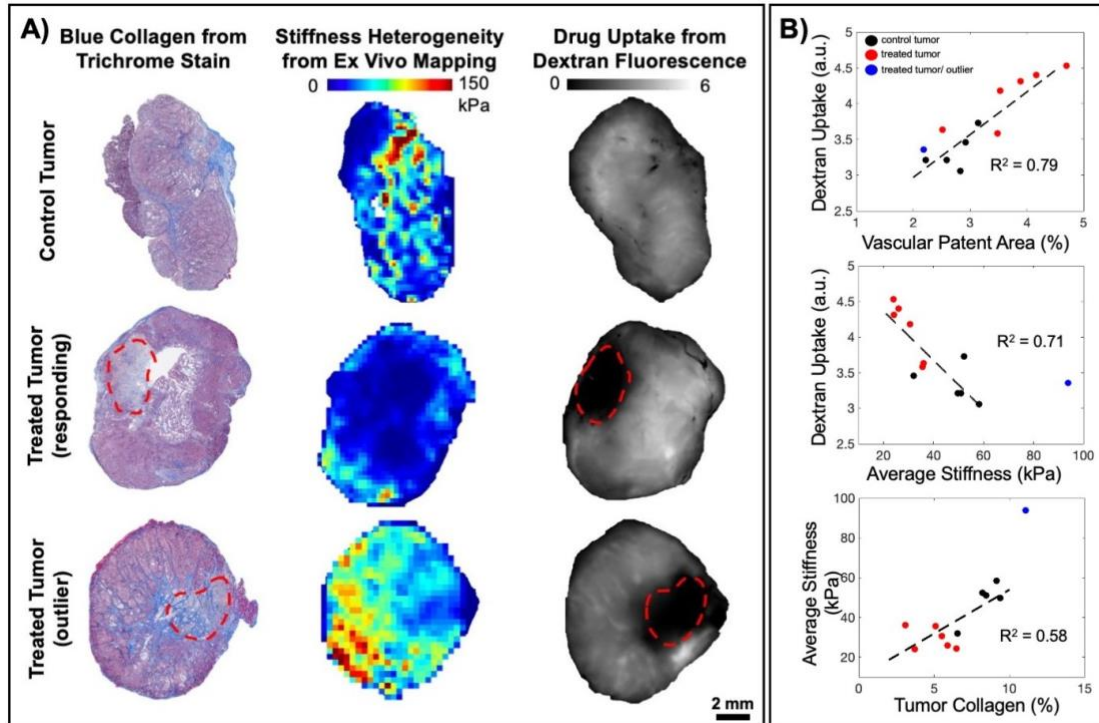 A)
Blue Collagen from
Trichrome Stain
Stiffness Heterogeneity
from Ex Vivo Mapping
Drug Uptake from
Dextran Fluorescence
0
150
kPa
0
6
Control Tumor
Treated Tumor
(responding)
Treated Tumor
(outlier)
2 mm
B)
control tumor
treated tumor
treated tumor/ outlier
Dextran Uptake (a.u.)
5
4.5
4
3.5
3
2.5
R² = 0.79
1
2
3
4
5
Vascular Patent Area (%)
Dextran Uptake (a.u.)
5
4.5
4
3.5
3
2.5
R² = 0.71
20
40
60
80
100
Average Stiffness (kPa)
Average Stiffness
(kPa)
100
80
60
40
20
R² = 0.58
0
5
10
15
Tumor Collagen (%)